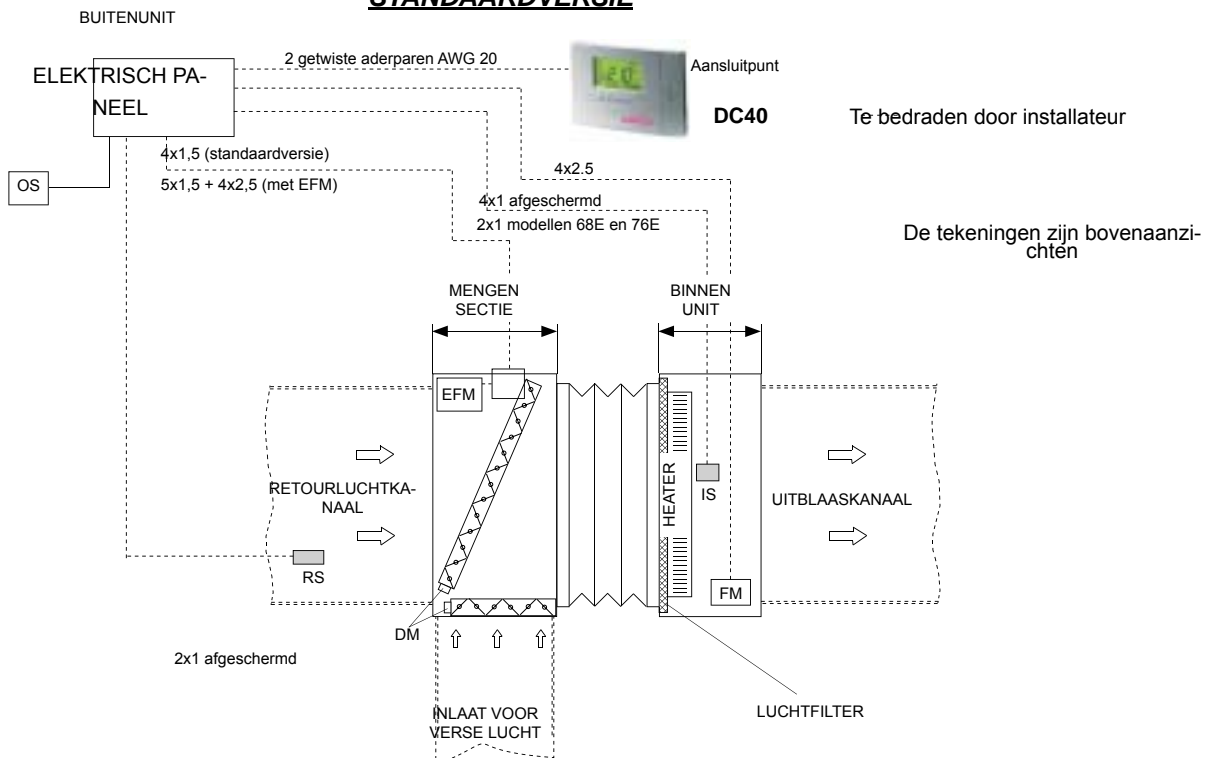 STANDAARDVERSIE
BUITENUNIT
ELEKTRISCH PA-
NEEL
2 getwiste aderparen AWG 20
Aansluitpunt
DC40
Te bedraden door installateur
OS
4x1,5 (standaardversie)
5x1,5 + 4x2,5 (met EFM)
4x2.5
4x1 afgeschermd
2x1 modellen 68E en 76E
De tekeningen zijn bovenaanzi-
chten
MENGEN
SECTIE
BINNEN
UNIT
EFM
RETOURLUCHTKA-
NAAL
HEATER
IS
UITBLAASKANAAL
RS
FM
DM
2x1 afgeschermd
INLAAT VOOR
VERSE LUCHT
LUCHTFILTER